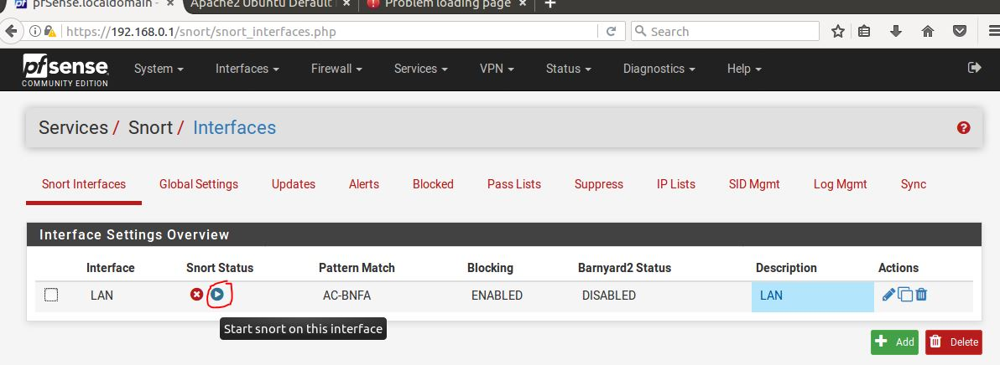 pfSense.localdomain - × Apache2 Ubuntu Default × Problem loading page × +
https://192.168.0.1/snort/snort_interfaces.php Search
pfsense System Interfaces Firewall Services VPN Status Diagnostics Help
COMMUNITY EDITION
Services / Snort / Interfaces ?
Snort Interfaces Global Settings Updates Alerts Blocked Pass Lists Suppress IP Lists SID Mgmt Log Mgmt Sync
Interface Settings Overview
Interface Snort Status Pattern Match Blocking Barnyard2 Status Description Actions
LAN AC-BNFA ENABLED DISABLED LAN
Start snort on this interface
Add Delete